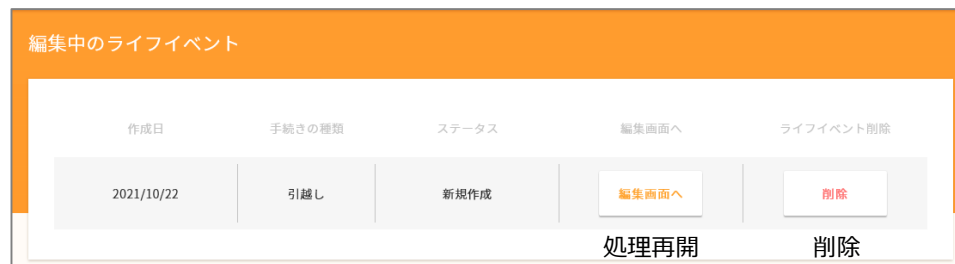 編集中のライフイベント
作成日 手続きの種類 ステータス 編集画面へ ライフイベント削除
2021/10/22 引越し 新規作成 編集画面へ 削除
処理再開 削除